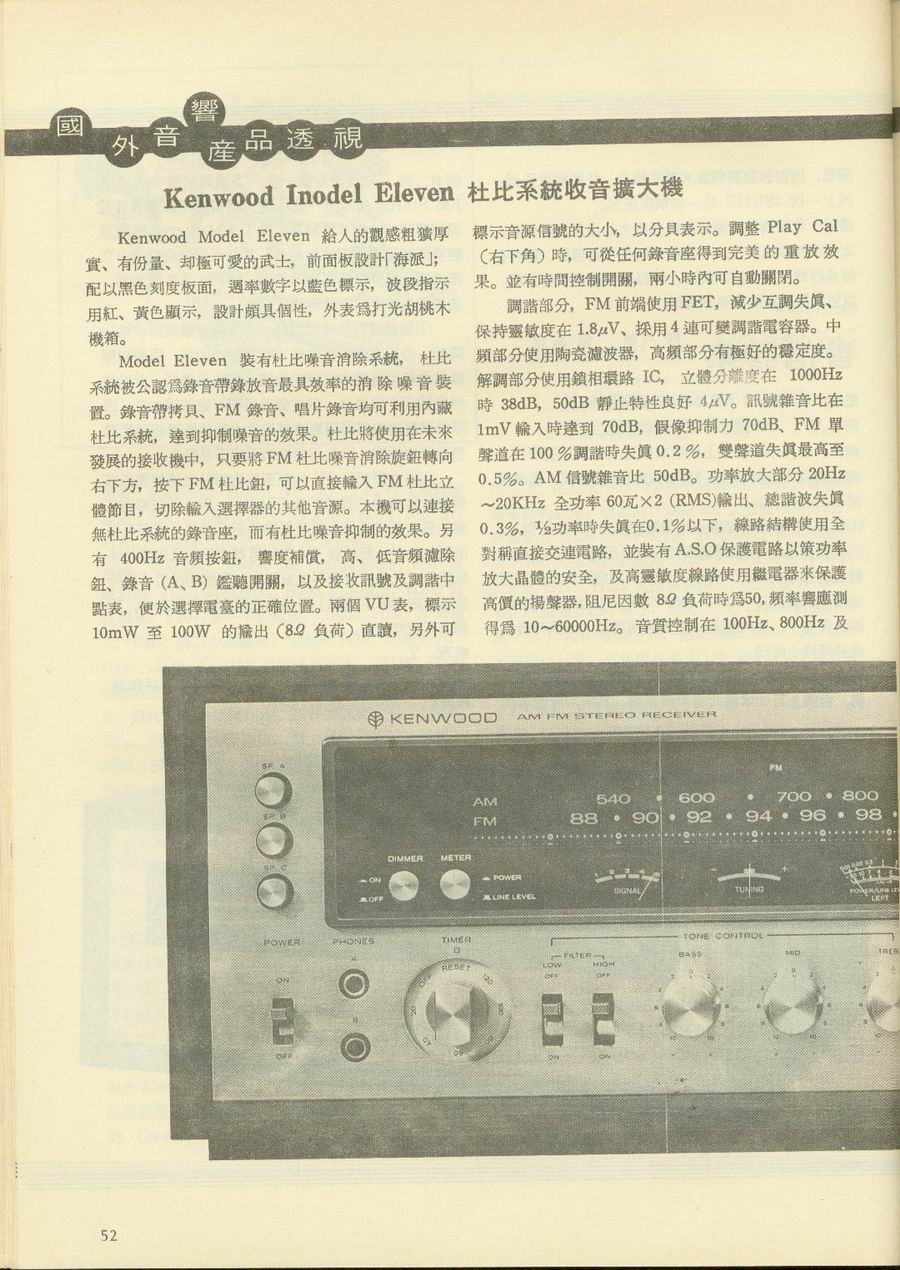 國外音響産品透視
Kenwood Inodel Eleven 杜比系統收音擴大機
Kenwood Model Eleven 給人的觀感粗獷厚
實、有份量、却極可愛的武士，前面板設計「海派」；
配以黑色刻度板面，週率數字以藍色標示，波段指示
用紅、黃色顯示，設計頗具個性，外表爲打光胡桃木
機箱。
Model Eleven 裝有杜比噪音消除系統，杜比
系統被公認爲錄音帶錄放音最具效率的消除噪音裝
置。錄音帶拷貝、FM 錄音、唱片錄音均可利用內藏
杜比系統，達到抑制噪音的效果。杜比將使用在未來
發展的接收機中，只要將 FM 杜比噪音消除旋鈕轉向
右下方，按下 FM 杜比鈕，可以直接輸入 FM 杜比立
體節目，切除輸入選擇器的其他音源。本機可以連接
無杜比系統的錄音座，而有杜比噪音抑制的效果。另
有 400Hz 音頻按鈕，響度補償，高、低音頻濾除
鈕、錄音 (A、B) 鑑聽開關，以及接收訊號及調諧中
點表，便於選擇電臺的正確位置。兩個 VU 表，標示
10mW 至 100W 的輸出（8Ω 負荷）直讀，另外可
標示音源信號的大小，以分貝表示。調整 Play Cal
（右下角）時，可從任何錄音座得到完美的重放效
果。並有時間控制開關，兩小時內可自動關閉。
調諧部分，FM 前端使用 FET，減少互調失眞、
保持靈敏度在 1.8μV、採用 4 連可變調諧電容器。中
頻部分使用陶瓷濾波器，高頻部分有極好的穩定度。
解調部分使用鎖相環路 IC，立體分離度在 1000Hz
時 38dB，50dB 靜止特性良好 4μV。訊號雜音比在
1mV 輸入時達到 70dB，假像抑制力 70dB、FM 單
聲道在 100 %調諧時失眞 0.2 %，雙聲道失眞最高至
0.5%。AM 信號雜音比 50dB。功率放大部分 20Hz
～20KHz 全功率 60瓦×2 (RMS)輸出、總諧波失眞
0.3%，½功率時失眞在0.1%以下，線路結構使用全
對稱直接交連電路，並裝有 A.S.O 保護電路以策功率
放大晶體的安全，及高靈敏度線路使用繼電器來保護
高價的揚聲器，阻尼因數 8Ω 負荷時爲50，頻率響應測
得爲 10～60000Hz。音質控制在 100Hz、800Hz 及
KENWOOD AM FM STEREO RECEIVER
SP. A
SP. B
SP. C
FM
AM 540 • 600 • 700 • 800
FM 88 • 90 • 92 • 94 • 96 • 98 •
DIMMER METER
ON POWER
OFF LINE LEVEL
SIGNAL
TUNING
POWER/LINE LE
LEFT
POWER PHONES TIMER
TONE CONTROL
FILTER
LOW HIGH
OFF OFF
ON ON
BASS MID TREB
A
B
ON
OFF
OFF RESET 120 100 80 60 40 20
52